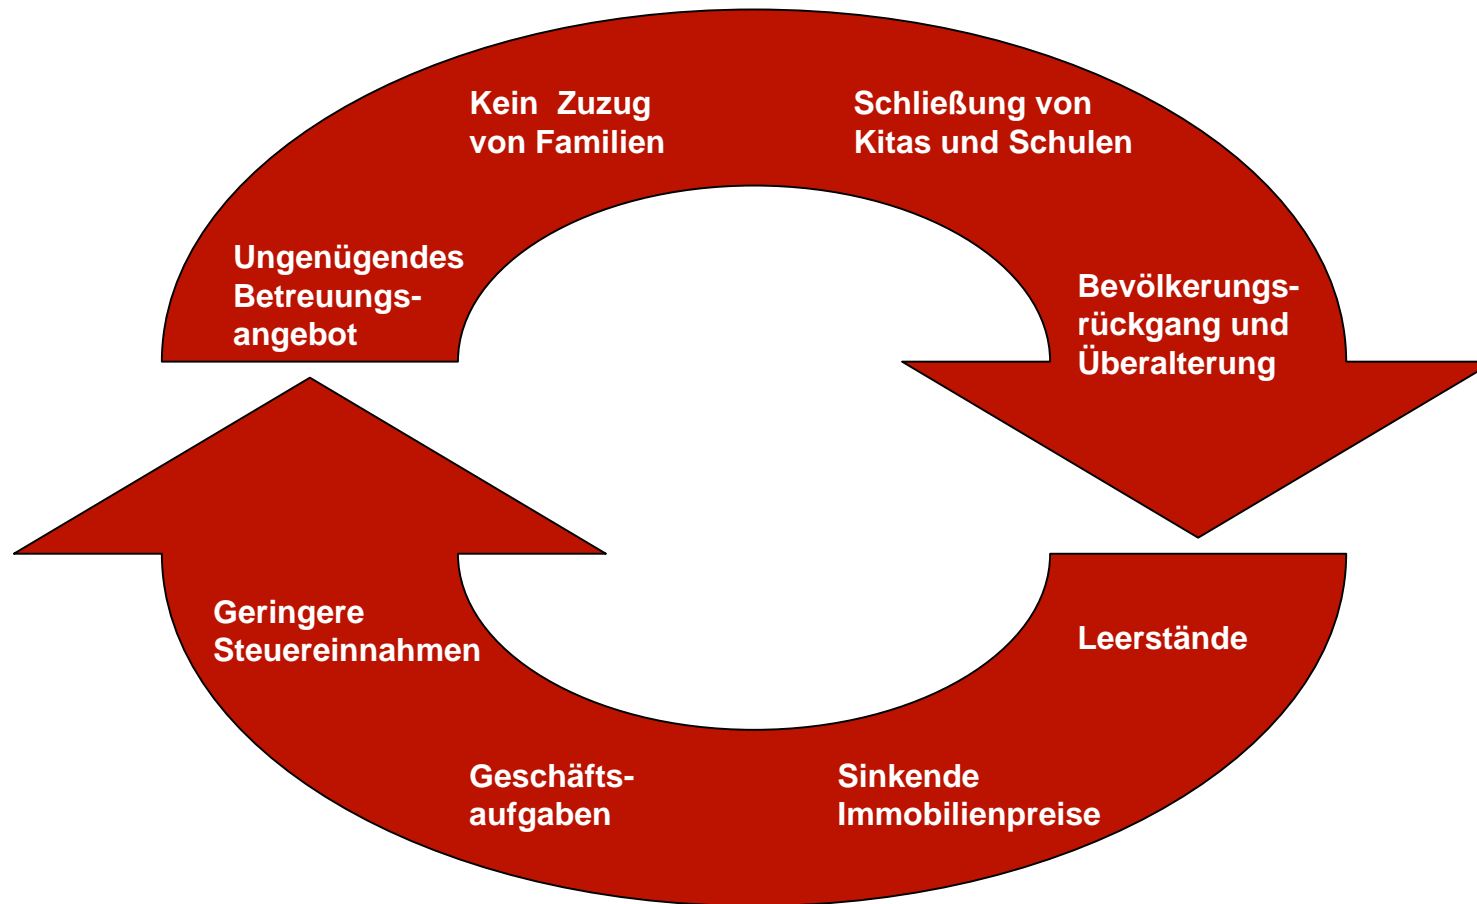 Kein Zuzug
von Familien
Schließung von
Kitas und Schulen
Ungenügendes
Betreuungs-
angebot
Bevölkerungs-
rückgang und
Überalterung
Geringere
Steuereinnahmen
Leerstände
Geschäfts-
aufgaben
Sinkende
Immobilienpreise